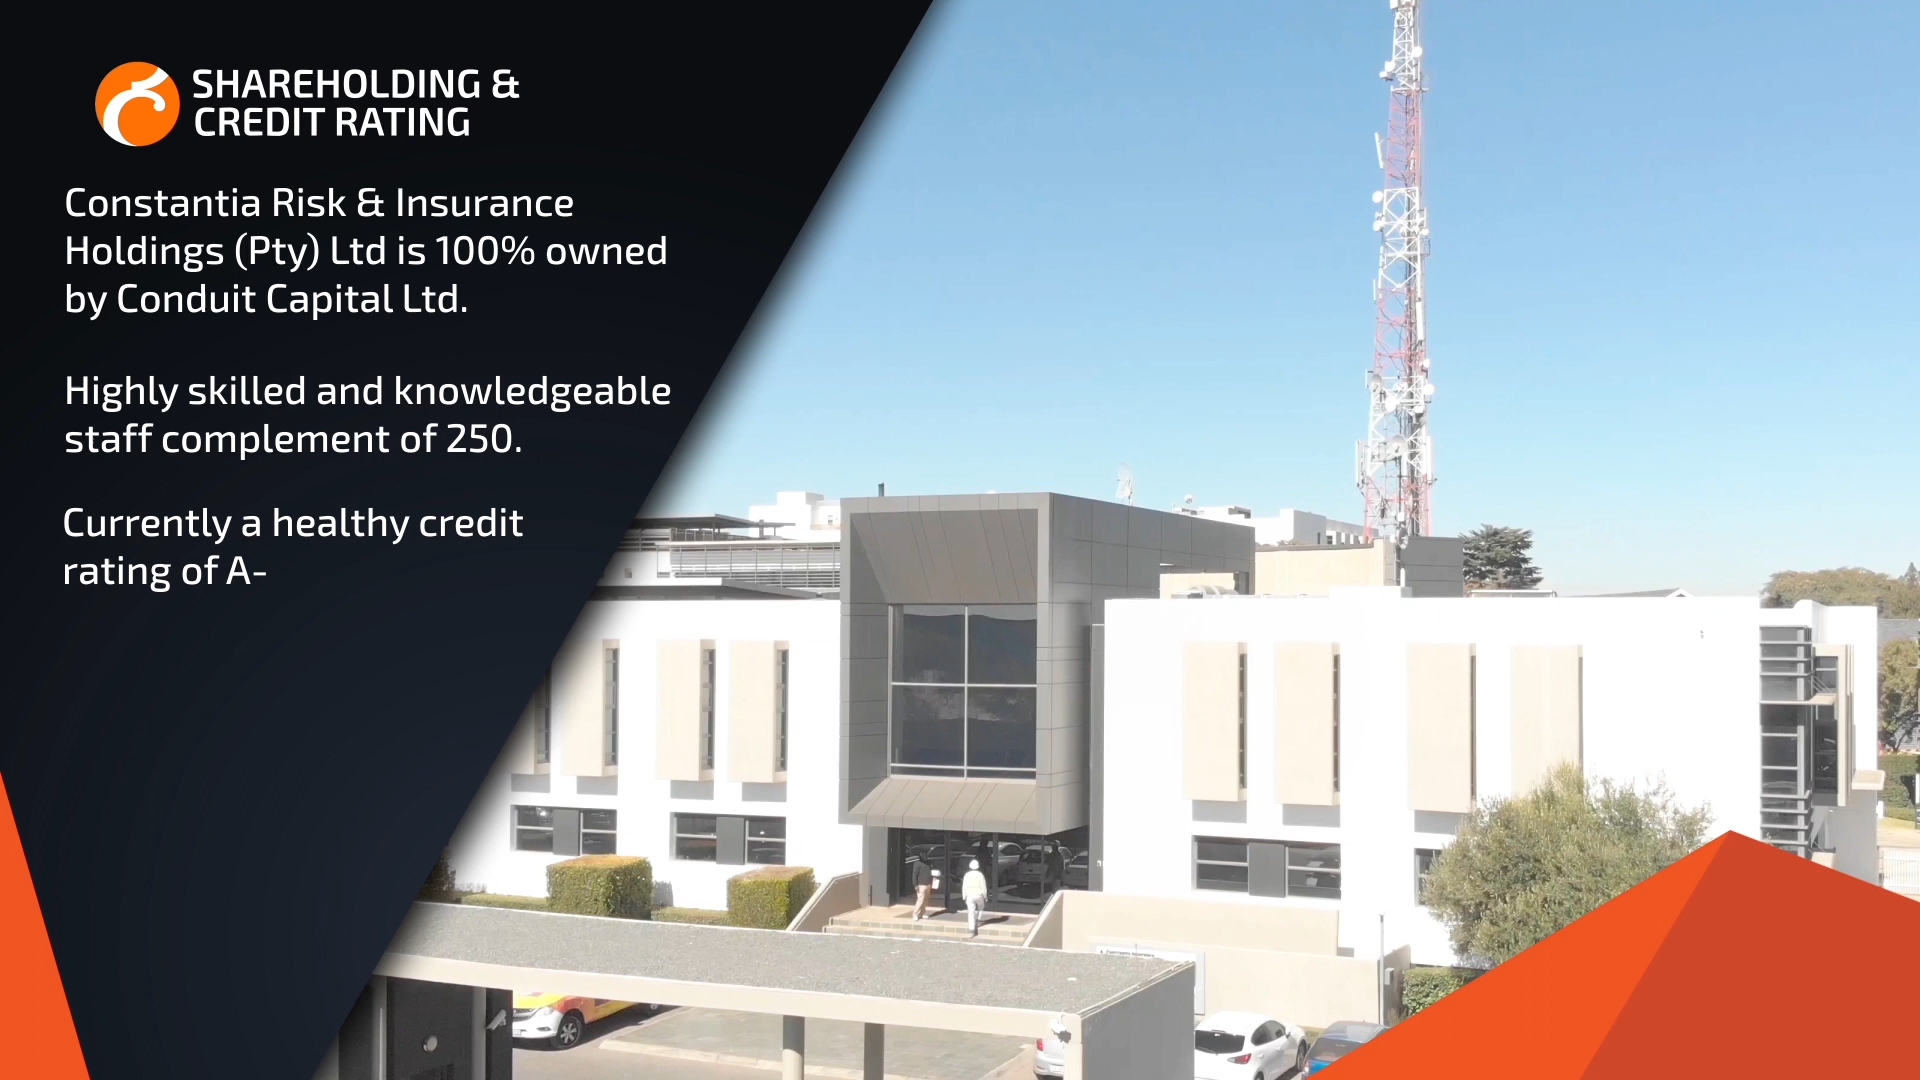 SHAREHOLDING &
CREDIT RATING
Constantia Risk & Insurance
Holdings (Pty) Ltd is 100% owned
by Conduit Capital Ltd.
Highly skilled and knowledgeable
staff complement of 250.
Currently a healthy credit
rating of A-